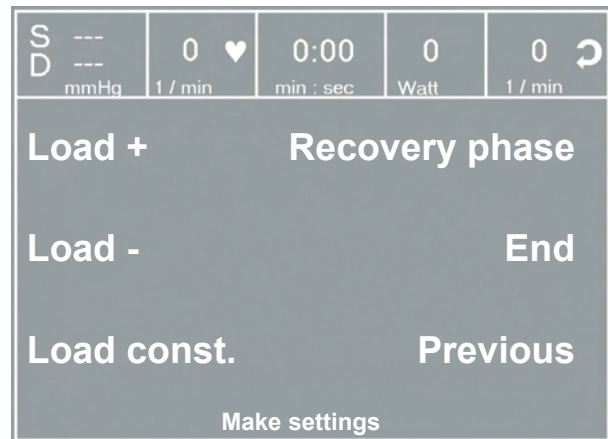 S --- 0 ♥ 0:00 0 0
D ---
mmHg 1 / min min : sec Watt 1 / min
Load + Recovery phase
Load - End
Load const. Previous
Make settings